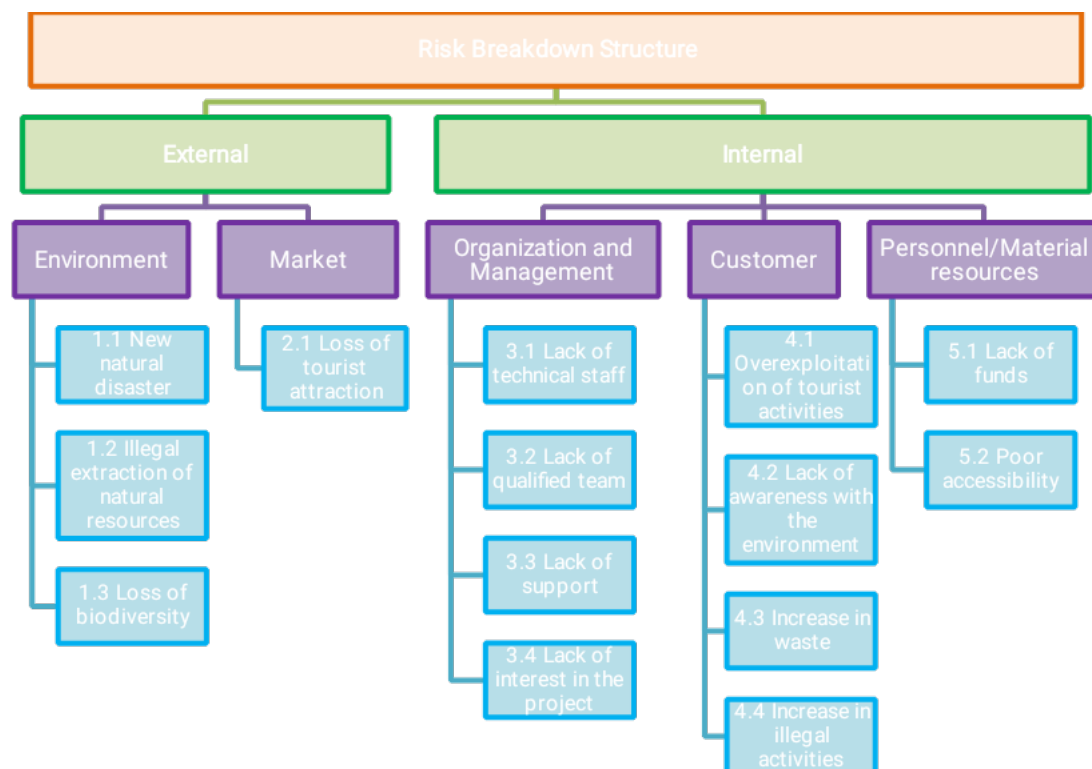 Risk Breakdown Structure
External
Internal
Environment
Market
Organization and
Management
Customer
Personnel/Material
resources
1.1 New
natural
disaster
1.2 Illegal
extraction of
natural
resources
1.3 Loss of
biodiversity
2.1 Loss of
tourist
attraction
3.1 Lack of
technical staff
3.2 Lack of
qualified team
3.3 Lack of
support
3.4 Lack of
interest in the
project
4.1
Overexploitati
on of tourist
activities
4.2 Lack of
awareness with
the
environment
4.3 Increase in
waste
4.4 Increase in
illegal
activities
5.1 Lack of
funds
5.2 Poor
accessibility